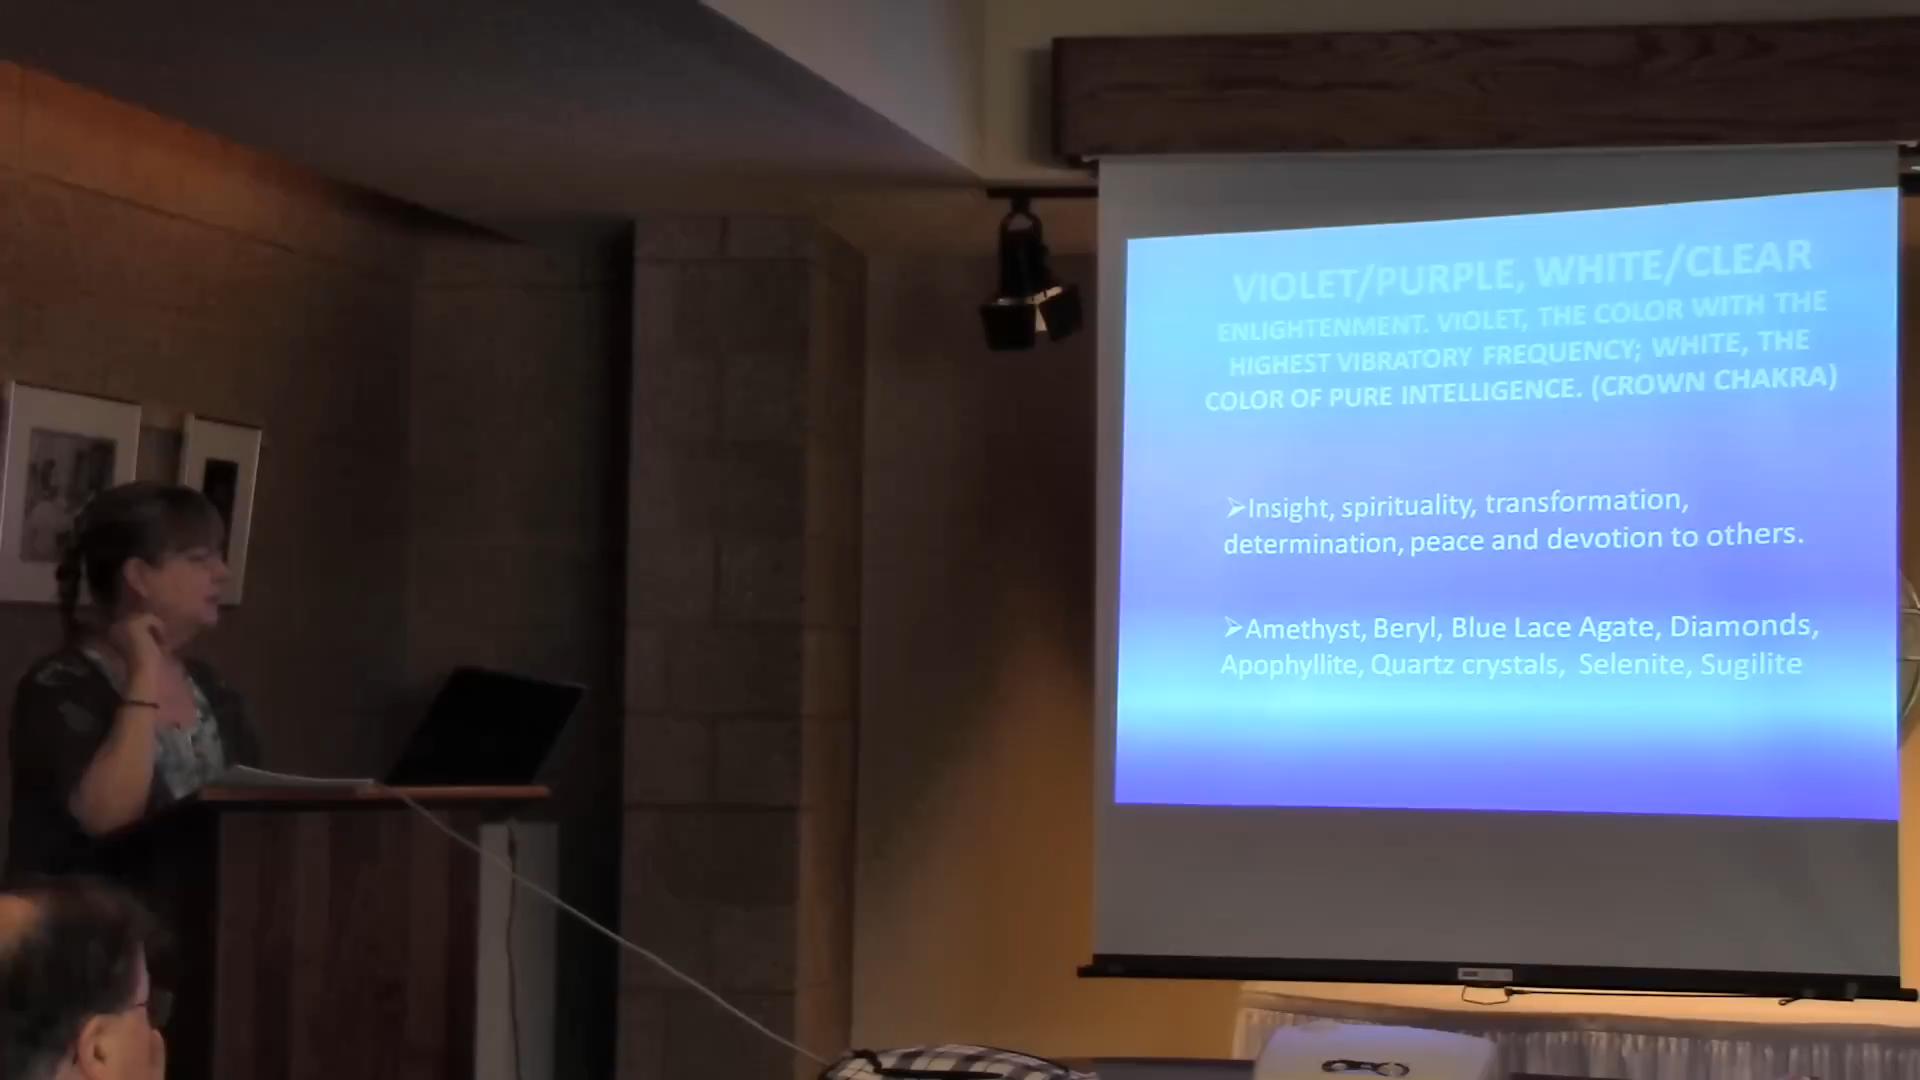 VIOLET/PURPLE, WHITE/CLEAR
ENLIGHTENMENT. VIOLET, THE COLOR WITH THE
HIGHEST VIBRATORY FREQUENCY; WHITE, THE
COLOR OF PURE INTELLIGENCE. (CROWN CHAKRA)
➢Insight, spirituality, transformation,
determination, peace and devotion to others.
➢Amethyst, Beryl, Blue Lace Agate, Diamonds,
Apophyllite, Quartz crystals, Selenite, Sugilite